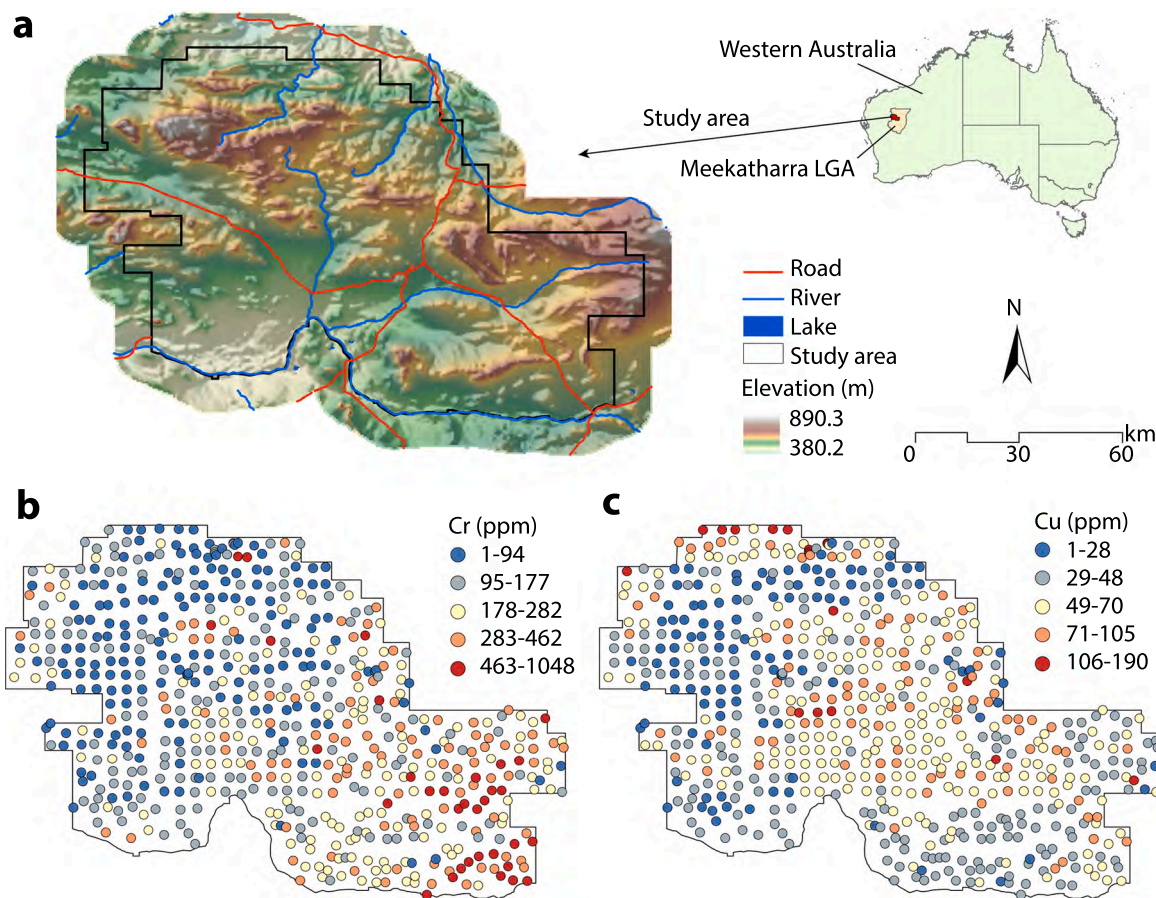 a
Western Australia
Study area
Meekatharra LGA
Road
River
Lake
Study area
Elevation (m)
890.3
380.2
N
km
0 30 60
b
Cr (ppm)
1-94
95-177
178-282
283-462
463-1048
c
Cu (ppm)
1-28
29-48
49-70
71-105
106-190